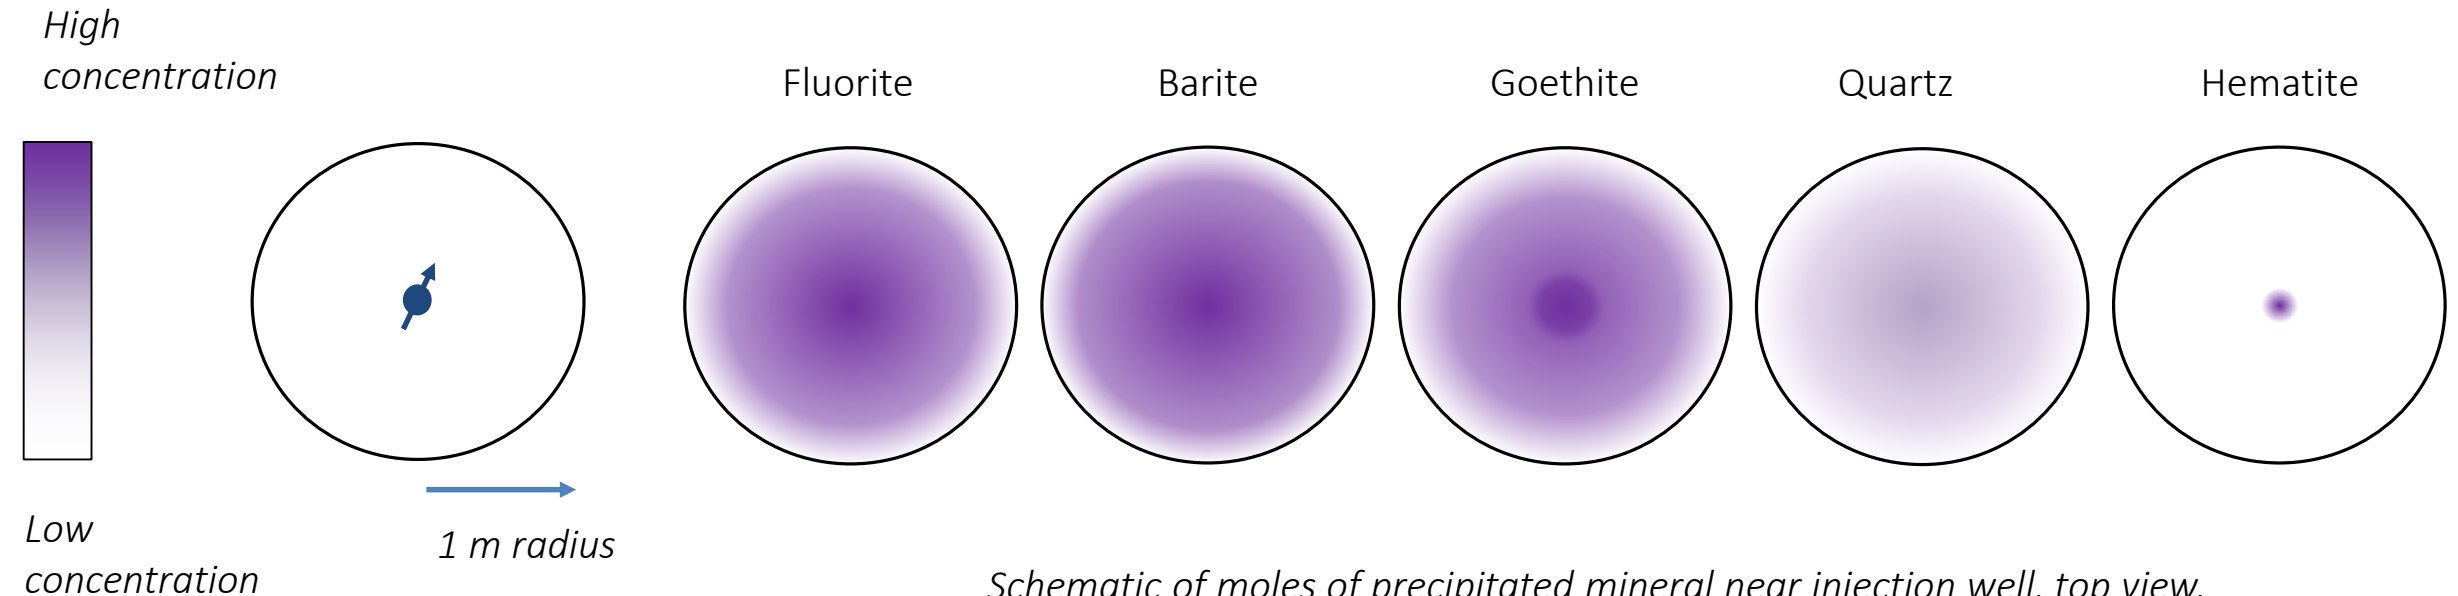 High
concentration
Fluorite
Barite
Goethite
Quartz
Hematite
Low
concentration
1 m radius
Schematic of moles of precipitated mineral near injection well, top view.